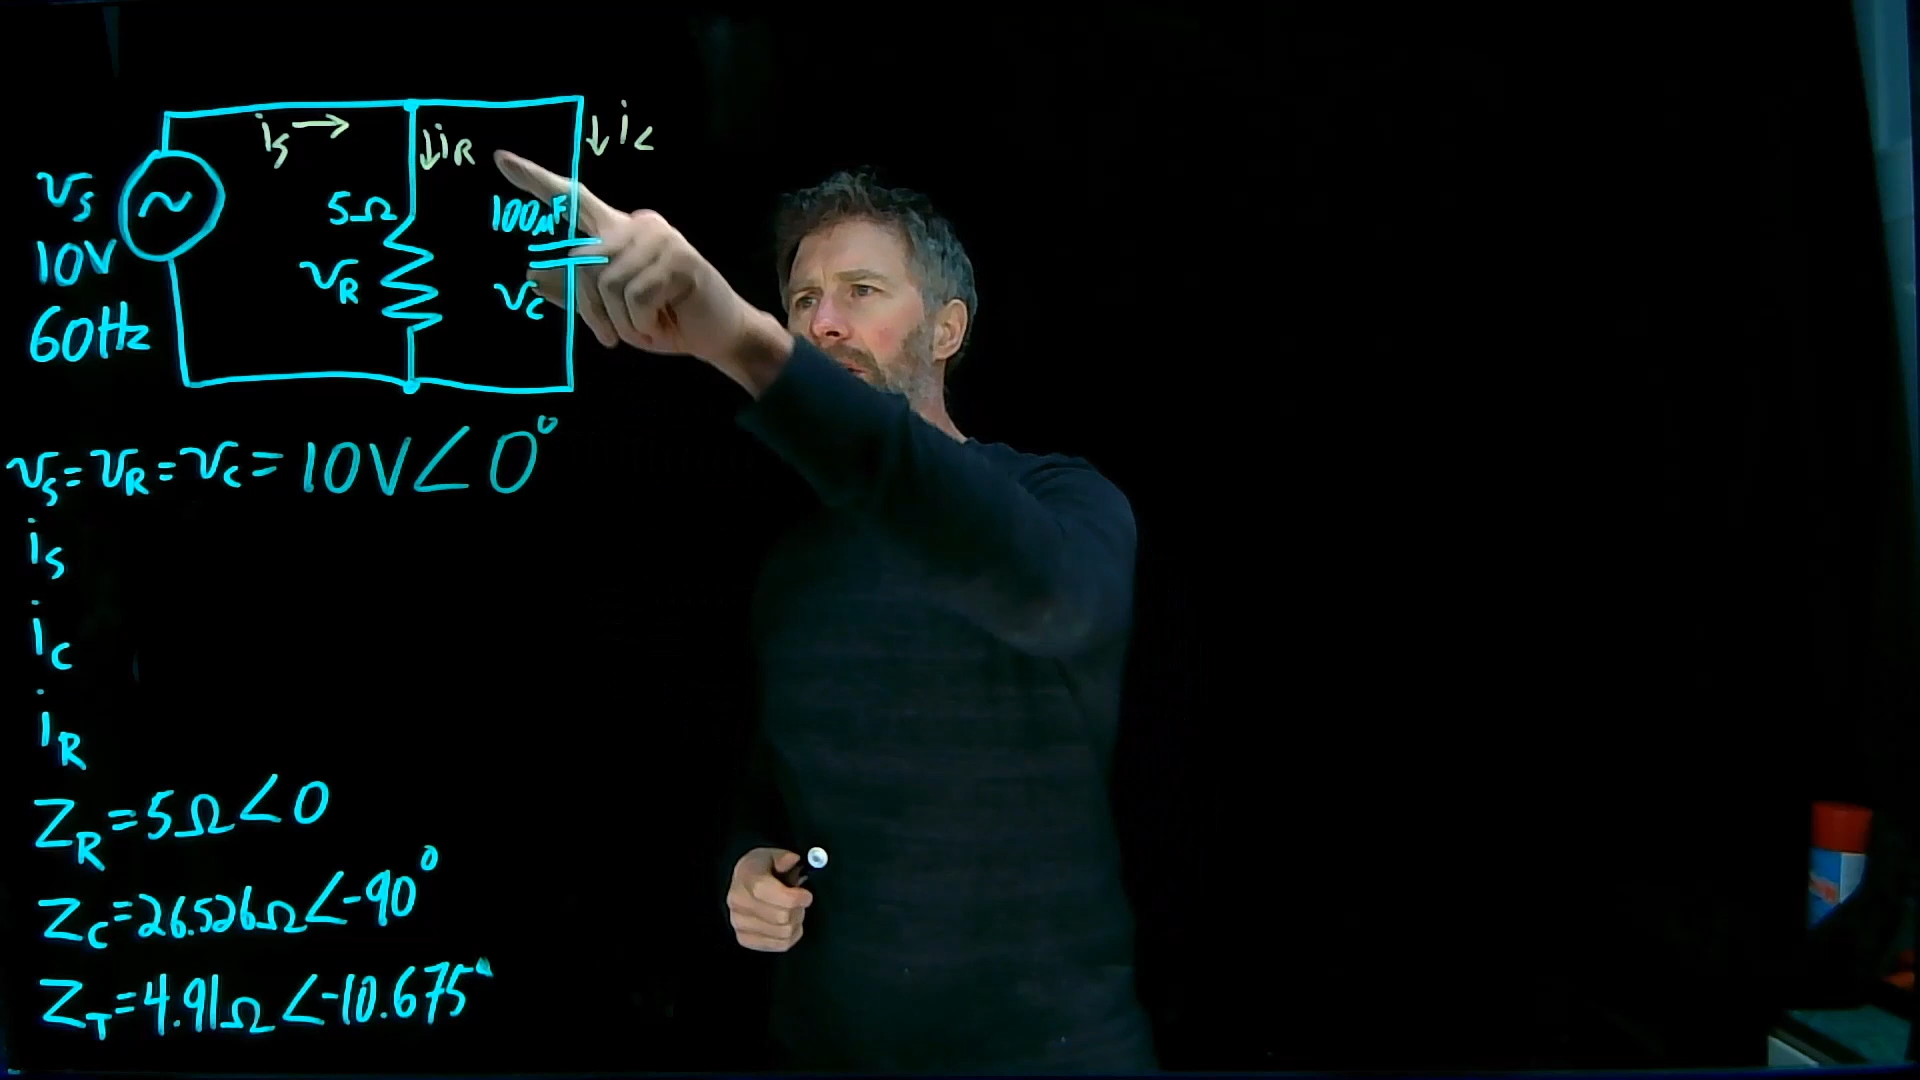 is → ↓iR ↓ic
vs 5Ω 100μF
10V vR vc
60Hz
vs = vR = vc = 10V∠0°
is
ic
iR
ZR = 5Ω∠0
Zc = 26.526Ω∠-90°
ZT = 4.91Ω∠-10.675°